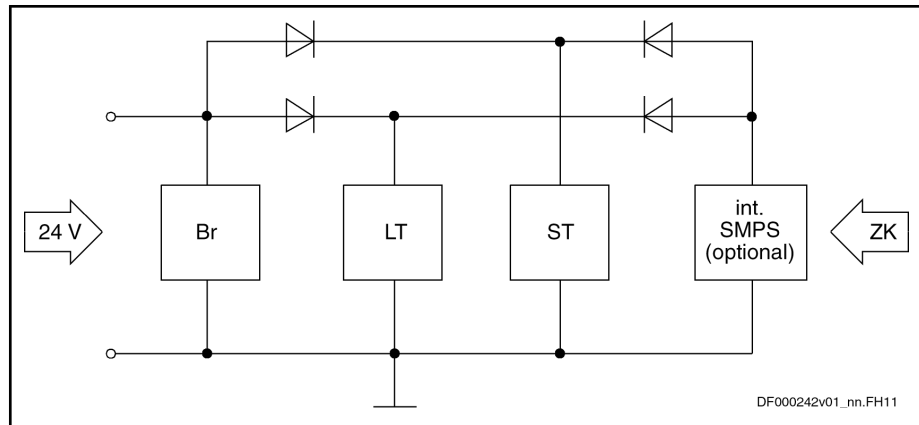 24 V
Br
LT
ST
int.
SMPS
(optional)
ZK
DF000242v01_nn.FH11